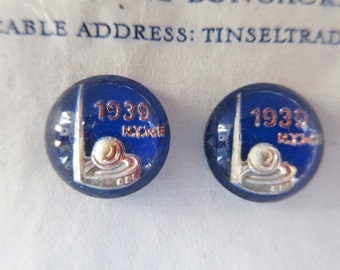 CABLE ADDRESS: TINSELTRAD
1939
N.Y.W.F.
1939
N.Y.W.F.